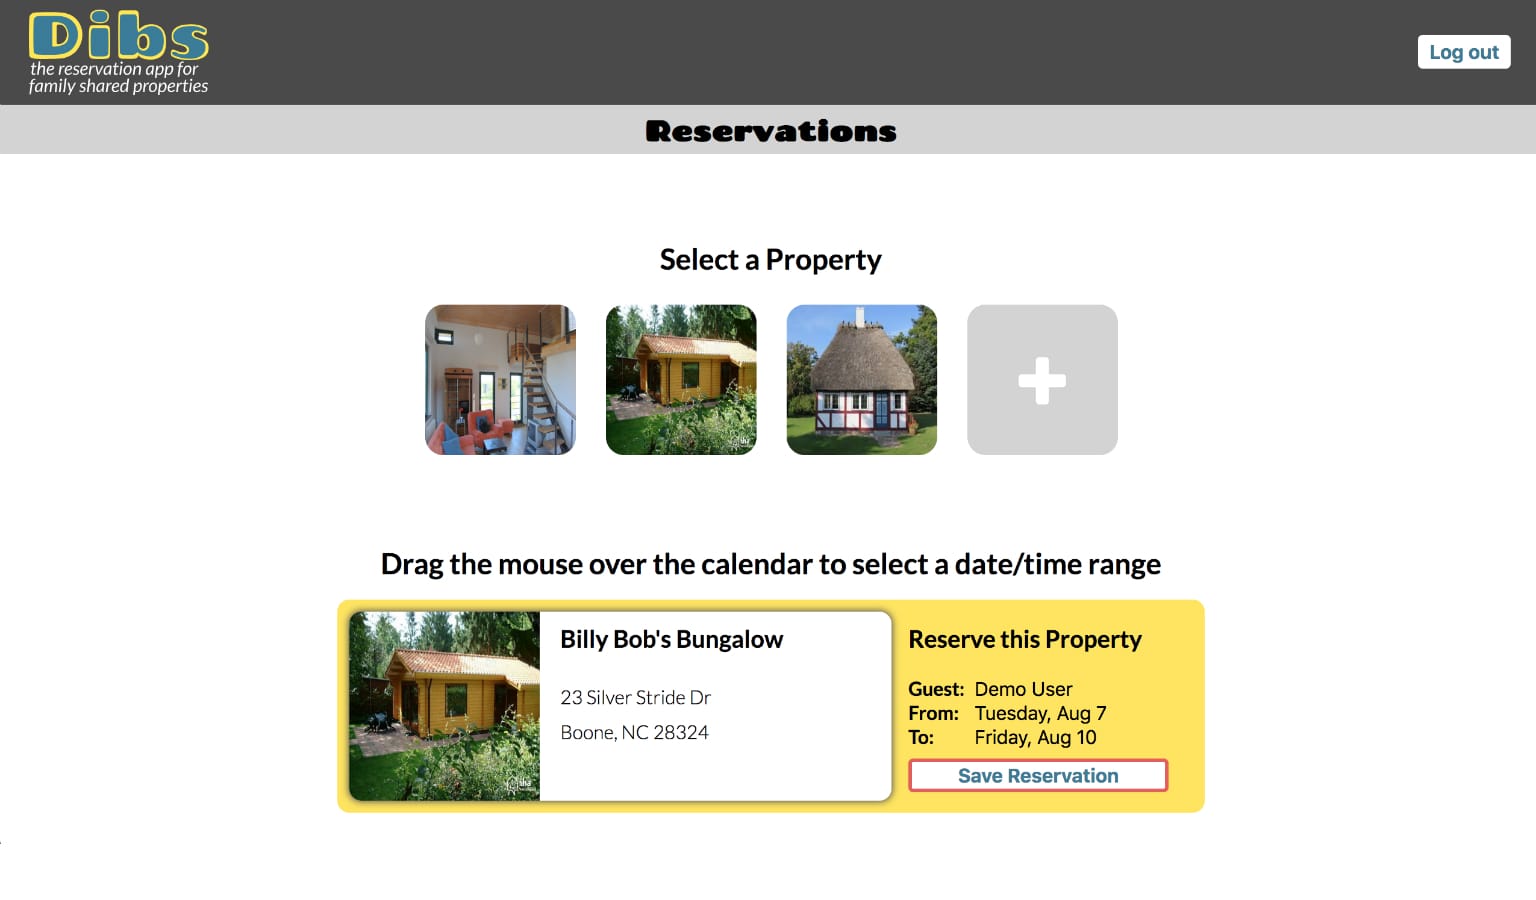 Dibs
the reservation app for
family shared properties
Log out
Reservations
Select a Property
Drag the mouse over the calendar to select a date/time range
Billy Bob's Bungalow
23 Silver Stride Dr
Boone, NC 28324
Reserve this Property
Guest: Demo User
From: Tuesday, Aug 7
To: Friday, Aug 10
Save Reservation